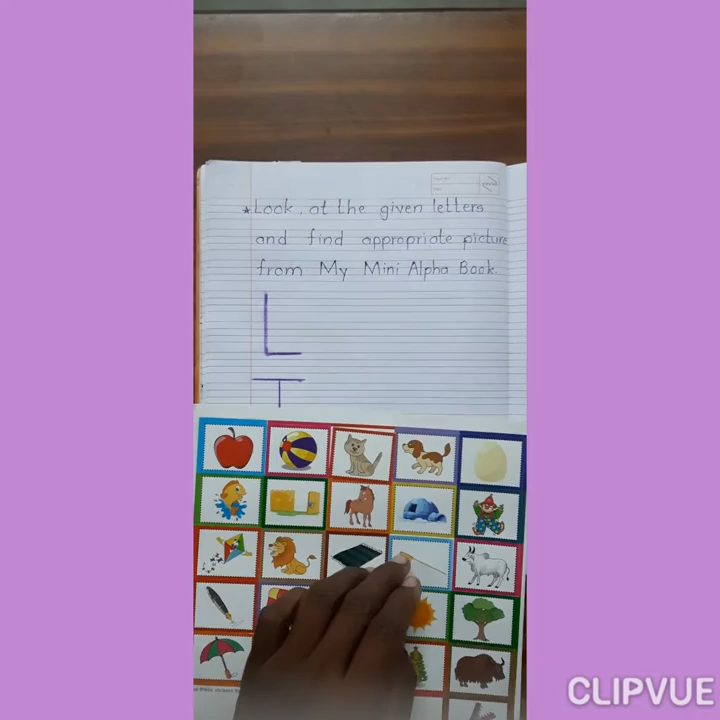 ★ Look, at the given letters
and find appropriate picture
from My Mini Alpha Book.
L
T
CLIPVUE